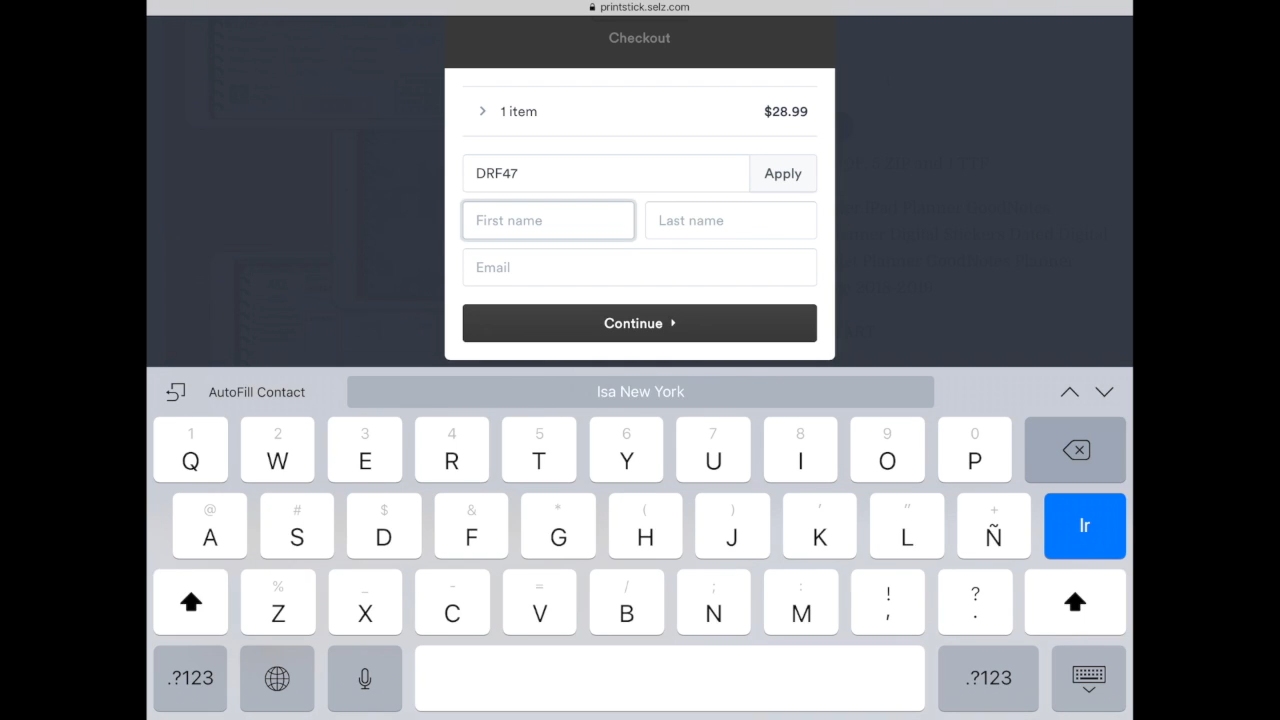 printstick.selz.com
Checkout
1 item $28.99
DRF47 Apply
First name Last name
Email
Continue
AutoFill Contact Isa New York
1 2 3 4 5 6 7 8 9 0
Q W E R T Y U I O P
@ # $ & * ( ) ' " +
A S D F G H J K L Ñ Ir
% _ - = / ; : ! ?
Z X C V B N M , .
.?123 .?123